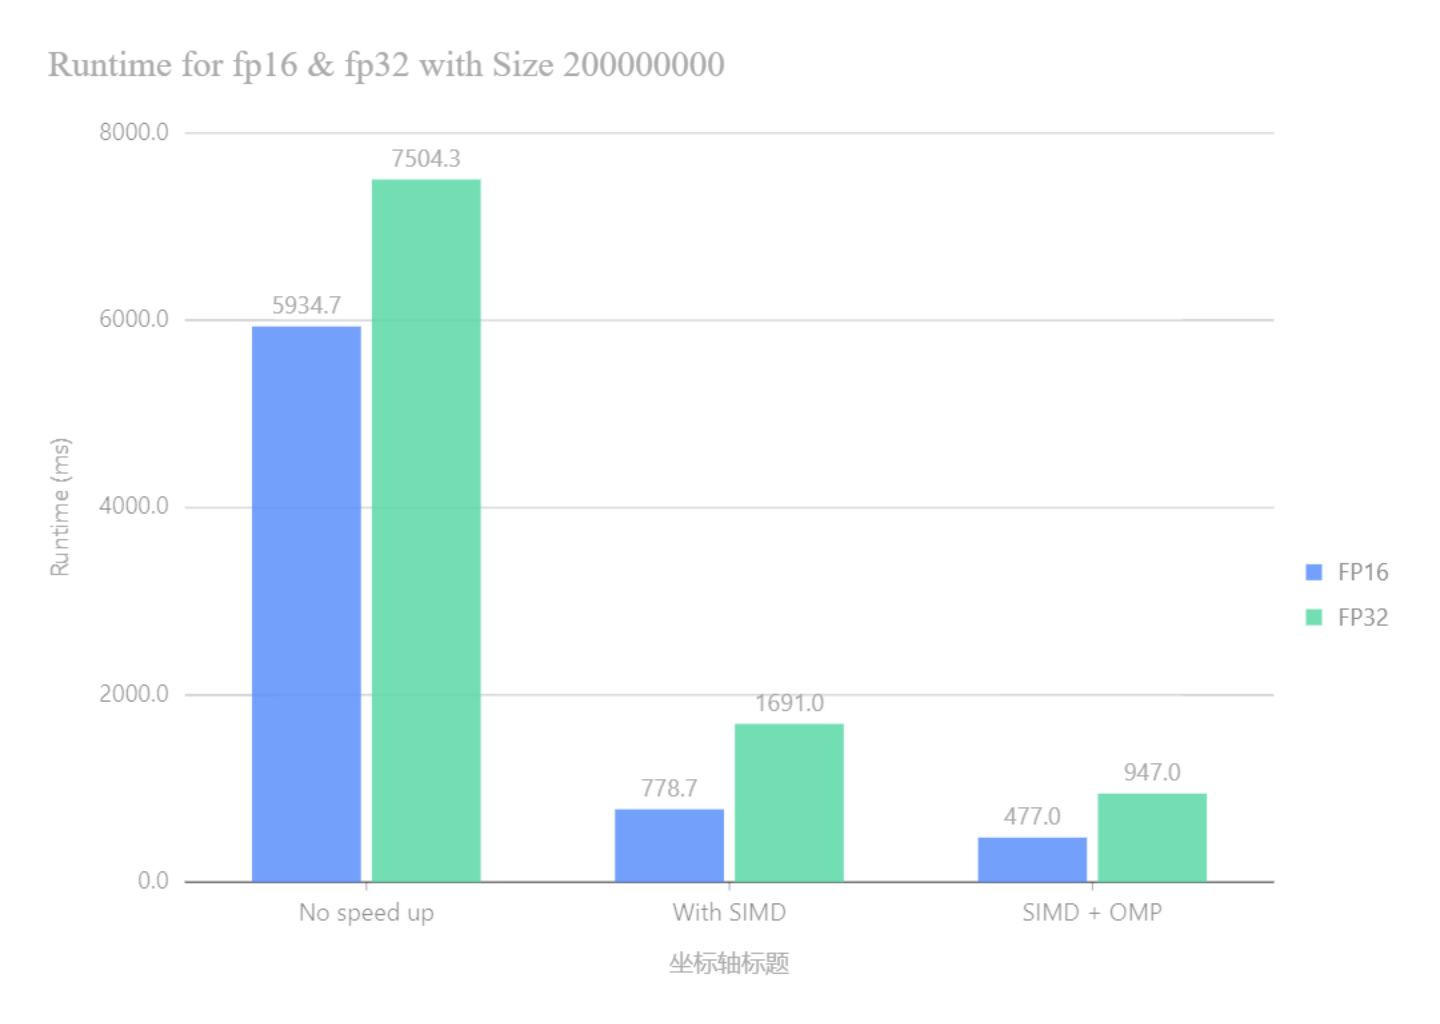 Runtime for fp16 & fp32 with Size 200000000
8000.0
7504.3
5934.7
6000.0
Runtime (ms)
4000.0
FP16
FP32
2000.0
1691.0
778.7
947.0
477.0
0.0
No speed up
With SIMD
SIMD + OMP
坐标轴标题